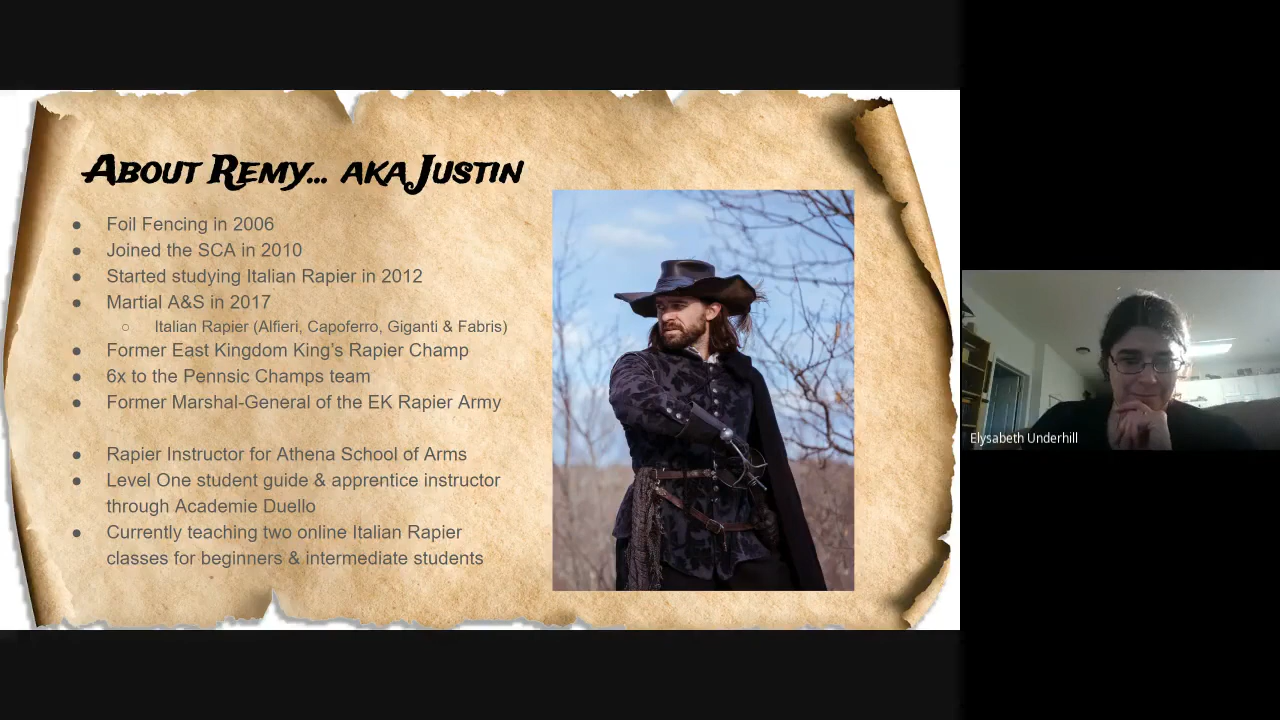 About Remy... aka Justin
● Foil Fencing in 2006
● Joined the SCA in 2010
● Started studying Italian Rapier in 2012
● Martial A&S in 2017
○ Italian Rapier (Alfieri, Capoferro, Giganti & Fabris)
● Former East Kingdom King's Rapier Champ
● 6x to the Pennsic Champs team
● Former Marshal-General of the EK Rapier Army
● Rapier Instructor for Athena School of Arms
● Level One student guide & apprentice instructor
through Academie Duello
● Currently teaching two online Italian Rapier
classes for beginners & intermediate students
Elysabeth Underhill